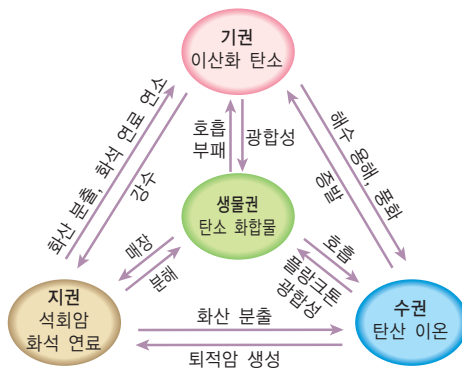 기권
이산화 탄소
화산 분출, 화석 연료 연소
강수
호흡
부패
광합성
해수 용해, 풍화
증발
생물권
탄소 화합물
매장
분해
호흡
플랑크톤
광합성
지권
석회암
화석 연료
화산 분출
퇴적암 생성
수권
탄산 이온